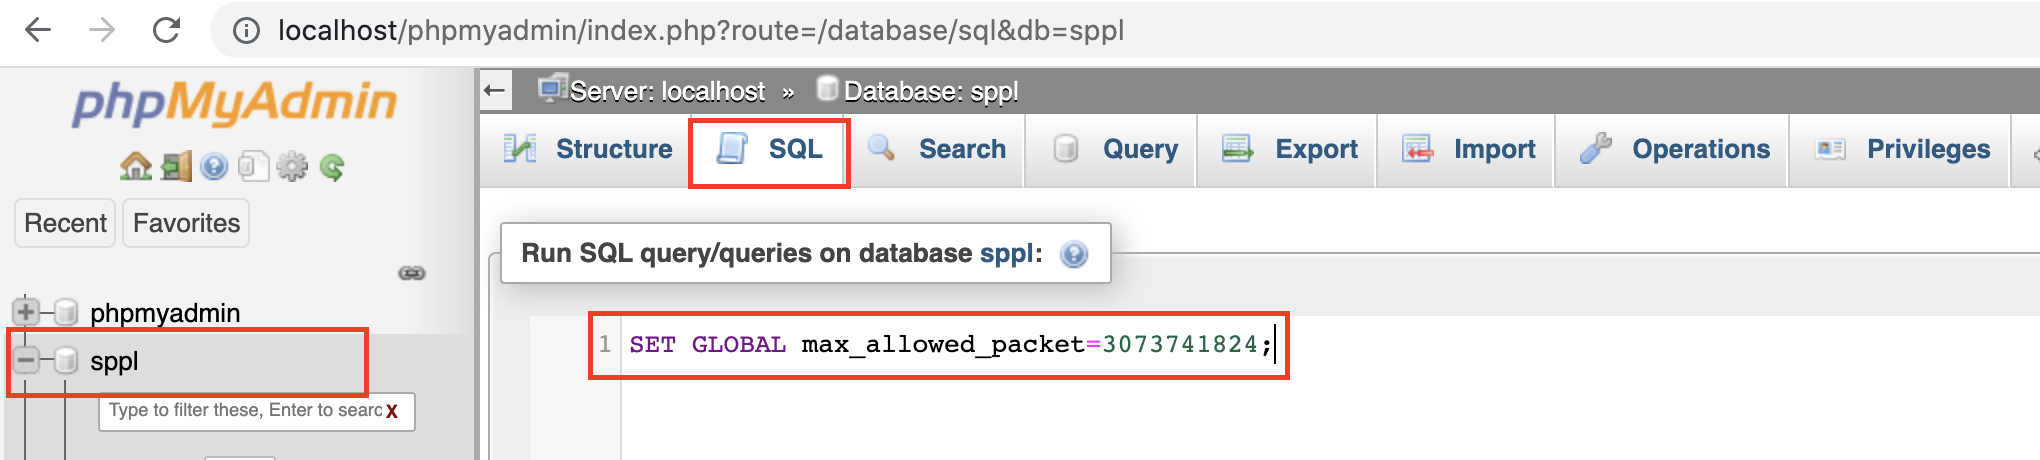 localhost/phpmyadmin/index.php?route=/database/sql&db=sppl
phpMyAdmin
Recent Favorites
phpmyadmin
sppl
Type to filter these, Enter to searc X
Server: localhost » Database: sppl
Structure SQL Search Query Export Import Operations Privileges
Run SQL query/queries on database sppl:
1 SET GLOBAL max_allowed_packet=3073741824;